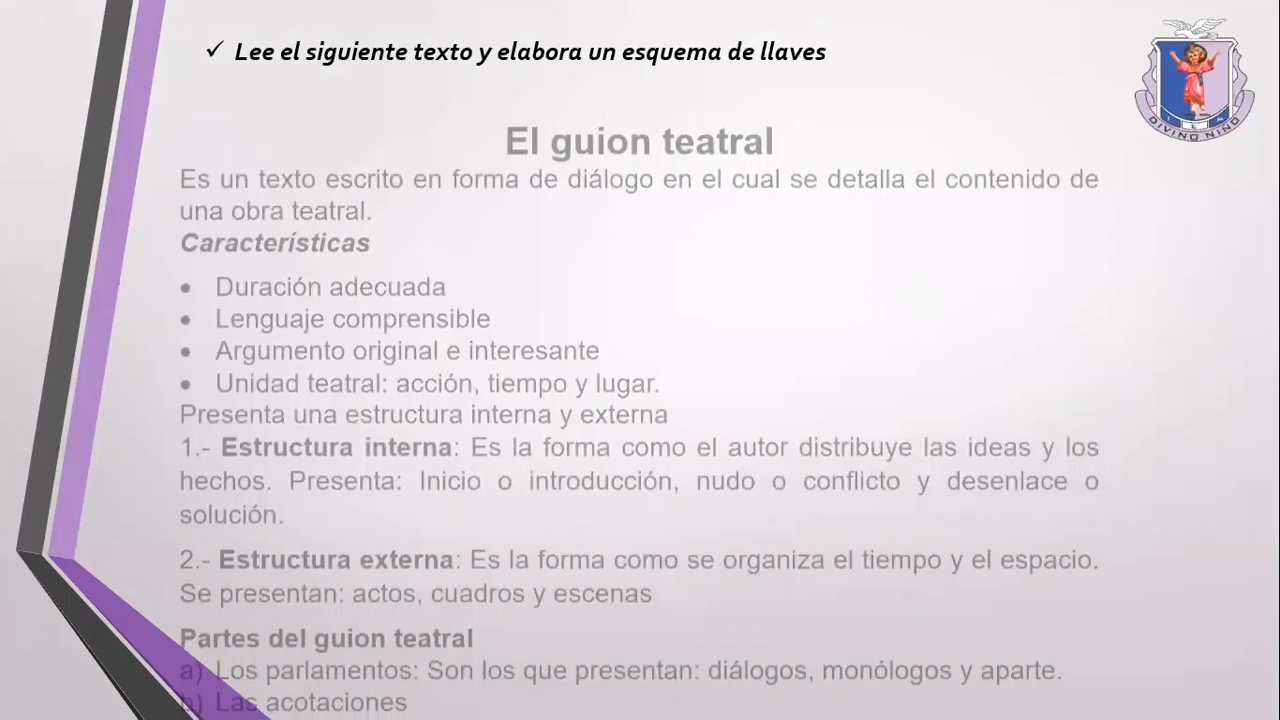 ✓ Lee el siguiente texto y elabora un esquema de llaves
El guion teatral
Es un texto escrito en forma de diálogo en el cual se detalla el contenido de
una obra teatral.
Características
• Duración adecuada
• Lenguaje comprensible
• Argumento original e interesante
• Unidad teatral: acción, tiempo y lugar.
Presenta una estructura interna y externa
1.- Estructura interna: Es la forma como el autor distribuye las ideas y los
hechos. Presenta: Inicio o introducción, nudo o conflicto y desenlace o
solución.
2.- Estructura externa: Es la forma como se organiza el tiempo y el espacio.
Se presentan: actos, cuadros y escenas
Partes del guion teatral
a) Los parlamentos: Son los que presentan: diálogos, monólogos y aparte.
b) Las acotaciones
I E N
DIVINO NIÑO